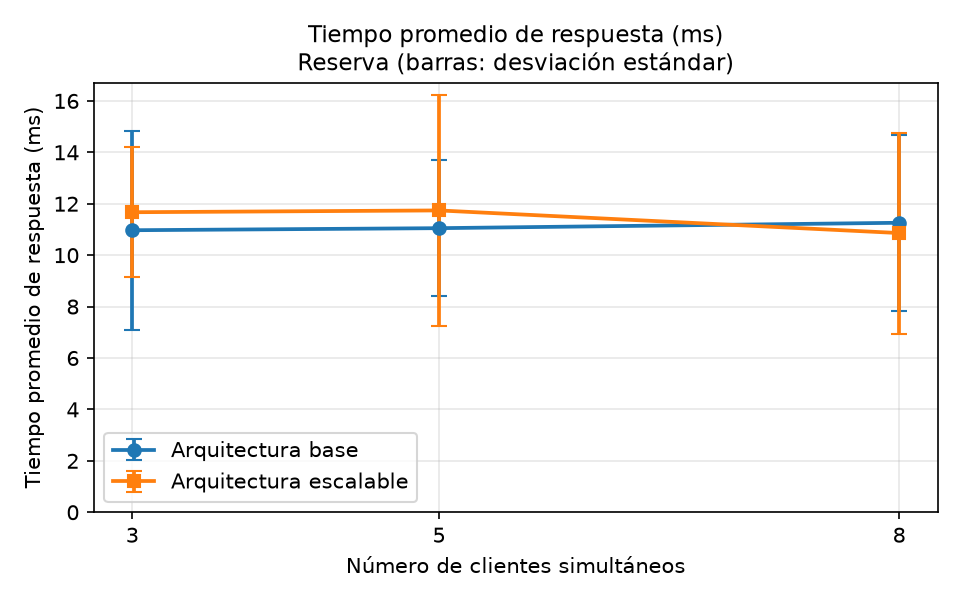 Tiempo promedio de respuesta (ms)
Reserva (barras: desviación estándar)
Tiempo promedio de respuesta (ms)
16
14
12
10
8
6
4
2
0
Arquitectura base
Arquitectura escalable
3
5
8
Número de clientes simultáneos